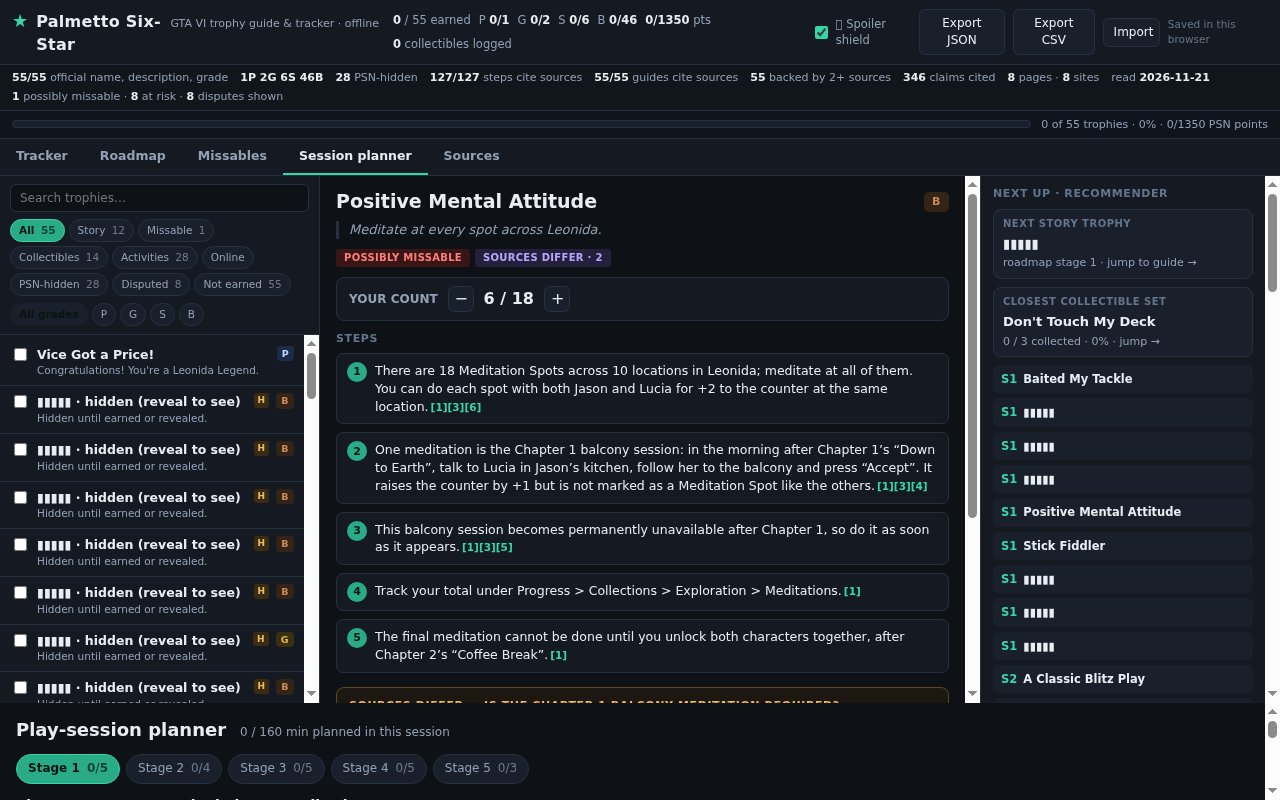 ★ Palmetto Six-Star
GTA VI trophy guide & tracker · offline
0 / 55 earned P 0/1 G 0/2 S 0/6 B 0/46 0/1350 pts
0 collectibles logged
Spoiler shield
Export JSON
Export CSV
Import
Saved in this browser
55/55 official name, description, grade 1P 2G 6S 46B 28 PSN-hidden 127/127 steps cite sources 55/55 guides cite sources 55 backed by 2+ sources 346 claims cited 8 pages · 8 sites read 2026-11-21
1 possibly missable · 8 at risk · 8 disputes shown
0 of 55 trophies · 0% · 0/1350 PSN points
Tracker Roadmap Missables Session planner Sources
Search trophies...
All 55 Story 12 Missable 1
Collectibles 14 Activities 28 Online
PSN-hidden 28 Disputed 8 Not earned 55
All grades P G S B
Vice Got a Price! P
Congratulations! You're a Leonida Legend.
▮▮▮▮▮ · hidden (reveal to see) H B
Hidden until earned or revealed.
▮▮▮▮▮ · hidden (reveal to see) H B
Hidden until earned or revealed.
▮▮▮▮▮ · hidden (reveal to see) H B
Hidden until earned or revealed.
▮▮▮▮▮ · hidden (reveal to see) H B
Hidden until earned or revealed.
▮▮▮▮▮ · hidden (reveal to see) H B
Hidden until earned or revealed.
▮▮▮▮▮ · hidden (reveal to see) H G
Hidden until earned or revealed.
▮▮▮▮▮ · hidden (reveal to see) H B
Positive Mental Attitude B
Meditate at every spot across Leonida.
POSSIBLY MISSABLE SOURCES DIFFER · 2
YOUR COUNT − 6 / 18 +
STEPS
1 There are 18 Meditation Spots across 10 locations in Leonida; meditate at all of them.
You can do each spot with both Jason and Lucia for +2 to the counter at the same
location. [1][3][6]
2 One meditation is the Chapter 1 balcony session: in the morning after Chapter 1’s “Down
to Earth”, talk to Lucia in Jason’s kitchen, follow her to the balcony and press “Accept”. It
raises the counter by +1 but is not marked as a Meditation Spot like the others. [1][3][4]
3 This balcony session becomes permanently unavailable after Chapter 1, so do it as soon
as it appears. [1][3][5]
4 Track your total under Progress > Collections > Exploration > Meditations. [1]
5 The final meditation cannot be done until you unlock both characters together, after
Chapter 2’s “Coffee Break”. [1]
NEXT UP · RECOMMENDER
NEXT STORY TROPHY
▮▮▮▮▮
roadmap stage 1 · jump to guide →
CLOSEST COLLECTIBLE SET
Don't Touch My Deck
0 / 3 collected · 0% · jump →
S1 Baited My Tackle
S1 ▮▮▮▮▮
S1 ▮▮▮▮▮
S1 ▮▮▮▮▮
S1 Positive Mental Attitude
S1 Stick Fiddler
S1 ▮▮▮▮▮
S1 ▮▮▮▮▮
S1 ▮▮▮▮▮
S2 A Classic Blitz Play
Play-session planner 0 / 160 min planned in this session
Stage 1 0/5 Stage 2 0/4 Stage 3 0/5 Stage 4 0/5 Stage 5 0/3